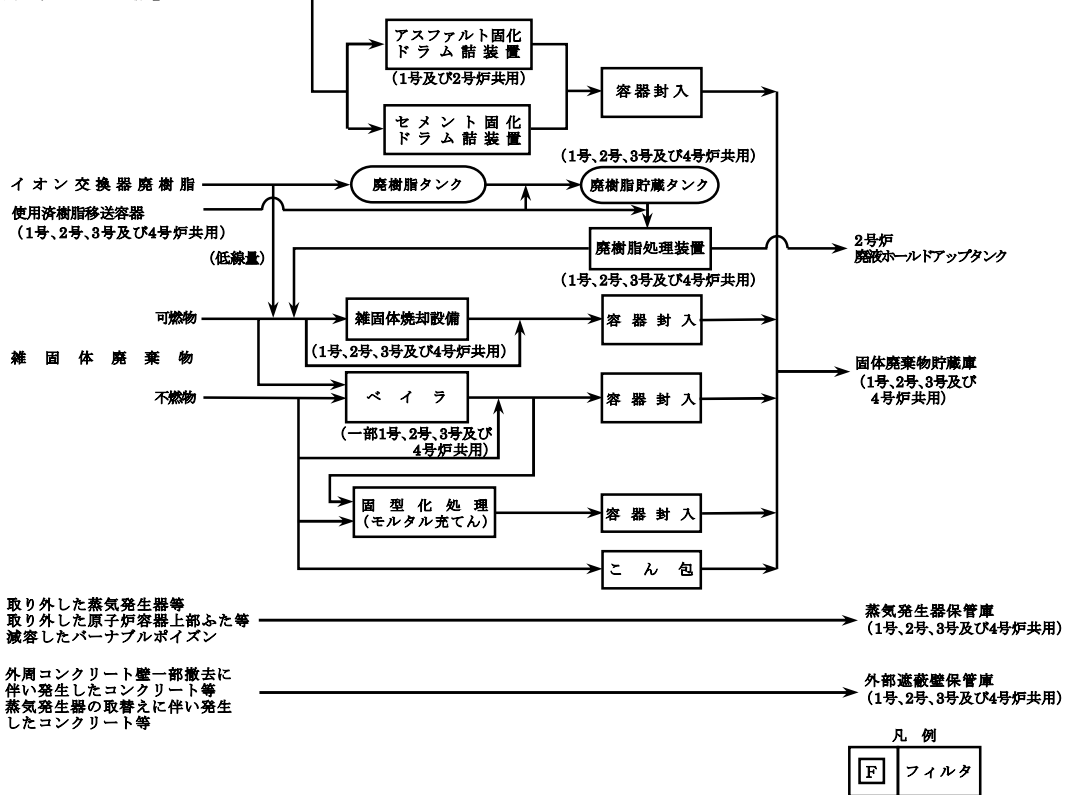 アスファルト固化
ドラム詰装置
(1号及び2号炉共用)
容器封入
セメント固化
ドラム詰装置
(1号、2号、3号及び4号炉共用)
イオン交換器廃樹脂
廃樹脂タンク
廃樹脂貯蔵タンク
使用済樹脂移送容器
(1号、2号、3号及び4号炉共用)
(低線量)
廃樹脂処理装置
(1号、2号、3号及び4号炉共用)
2号炉
廃液ホールドアップタンク
可燃物
雑固体焼却設備
(1号、2号、3号及び4号炉共用)
容器封入
雑固体廃棄物
固体廃棄物貯蔵庫
(1号、2号、3号及び
4号炉共用)
不燃物
ベイラ
(一部1号、2号、3号及び
4号炉共用)
容器封入
固型化処理
(モルタル充てん)
容器封入
こん包
取り外した蒸気発生器等
取り外した原子炉容器上部ふた等
減容したバーナブルポイズン
蒸気発生器保管庫
(1号、2号、3号及び4号炉共用)
外周コンクリート壁一部撤去に
伴い発生したコンクリート等
蒸気発生器の取替えに伴い発生
したコンクリート等
外部遮蔽壁保管庫
(1号、2号、3号及び4号炉共用)
凡例
F
フィルタ